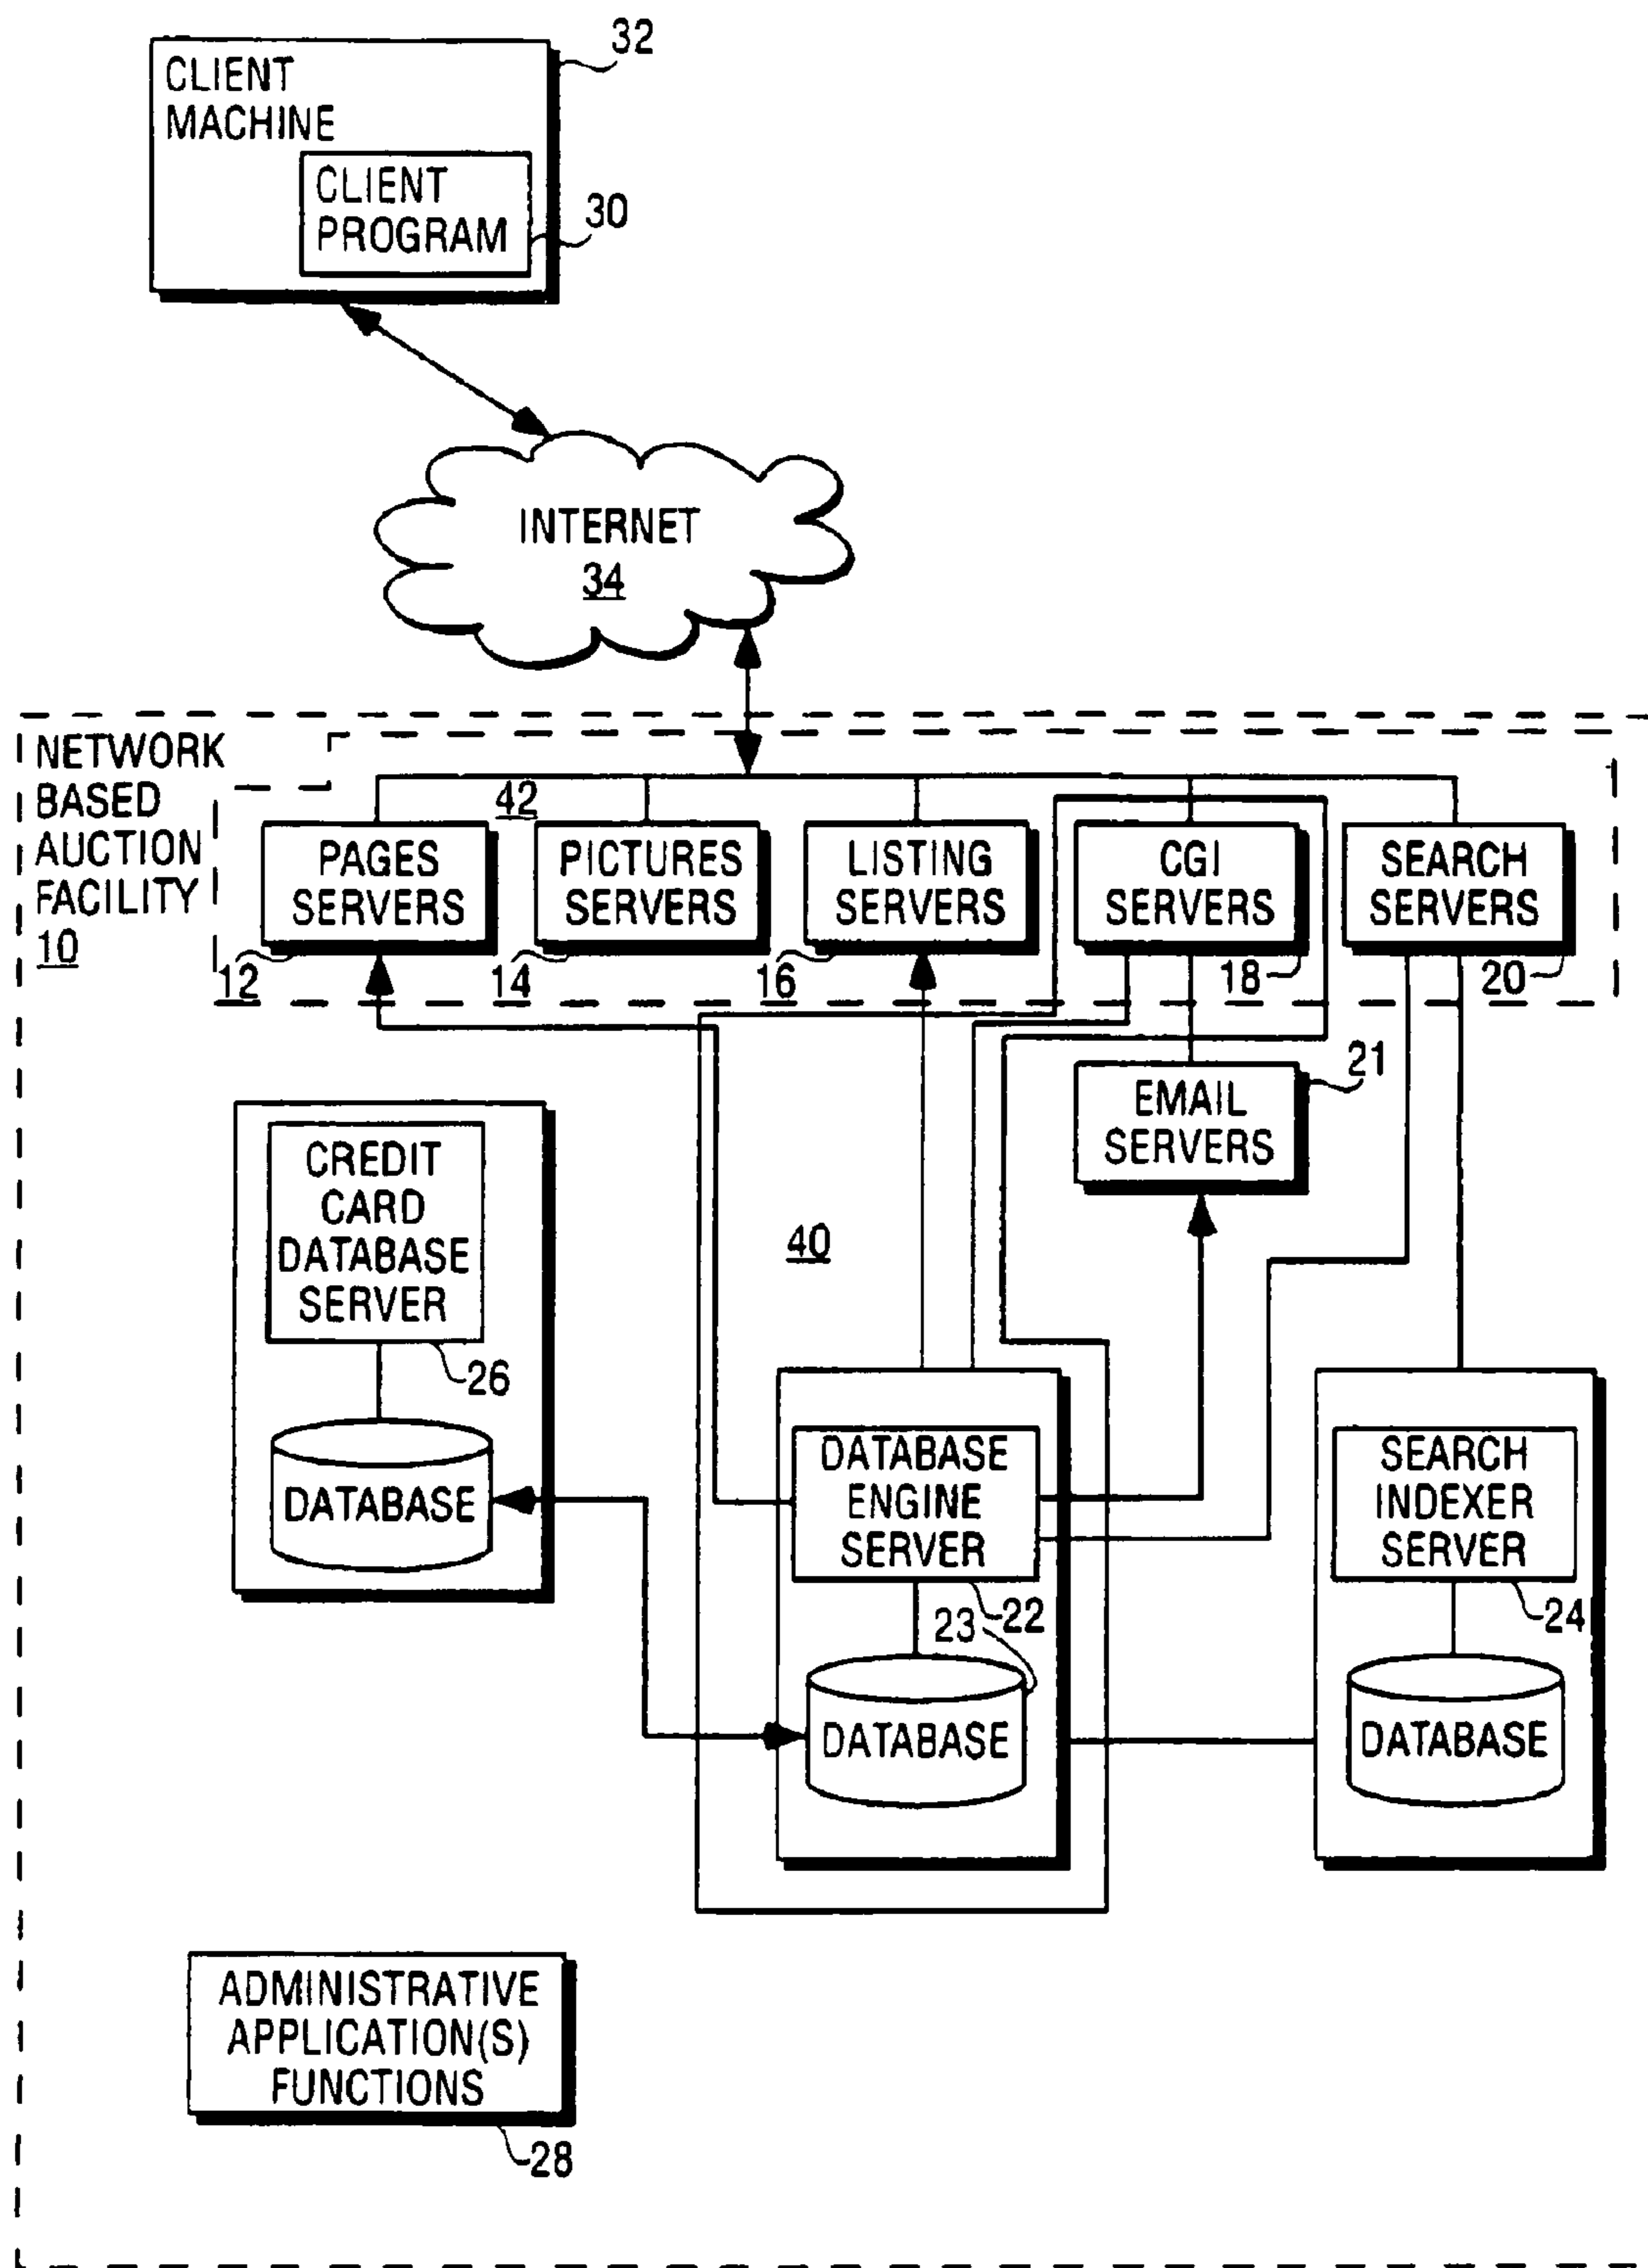 32
CLIENT
MACHINE
CLIENT
PROGRAM
30
INTERNET
34
NETWORK
BASED
AUCTION
FACILITY
10
42
PAGES
SERVERS
12
PICTURES
SERVERS
14
LISTING
SERVERS
16
CGI
SERVERS
18
SEARCH
SERVERS
20
EMAIL
SERVERS
21
CREDIT
CARD
DATABASE
SERVER
26
DATABASE
40
DATABASE
ENGINE
SERVER
22
23
DATABASE
SEARCH
INDEXER
SERVER
24
DATABASE
ADMINISTRATIVE
APPLICATION(S)
FUNCTIONS
28